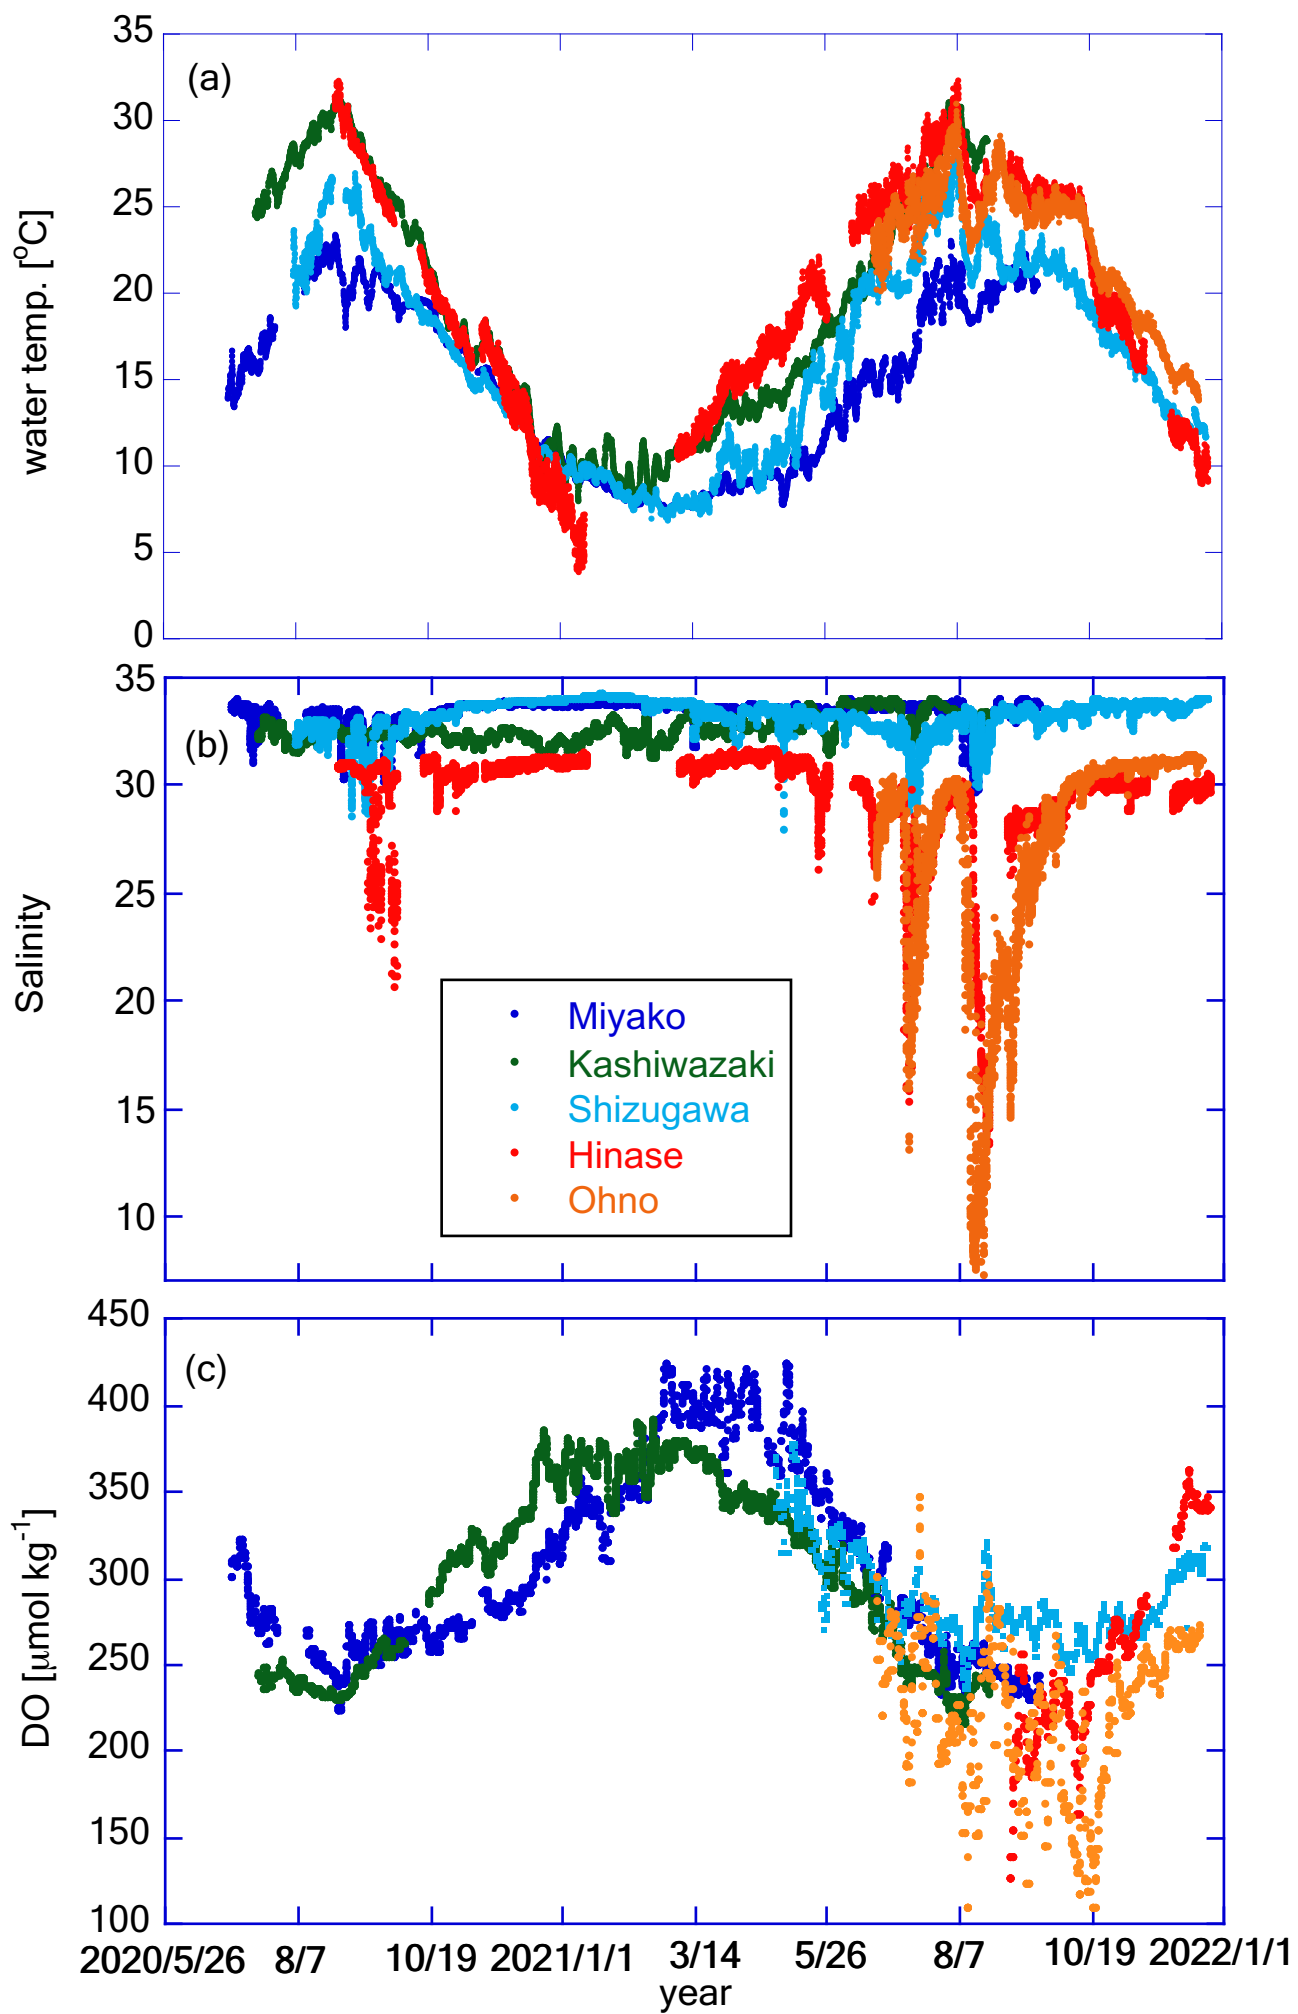 35
(a)
30
25
20
15
10
5
0
water temp. [°C]
35
(b)
30
25
20
15
10
Salinity
Miyako
Kashiwazaki
Shizugawa
Hinase
Ohno
450
(c)
400
350
300
250
200
150
100
DO [μmol kg⁻¹]
2020/5/26 8/7 10/19 2021/1/1 3/14 5/26 8/7 10/19 2022/1/1
year